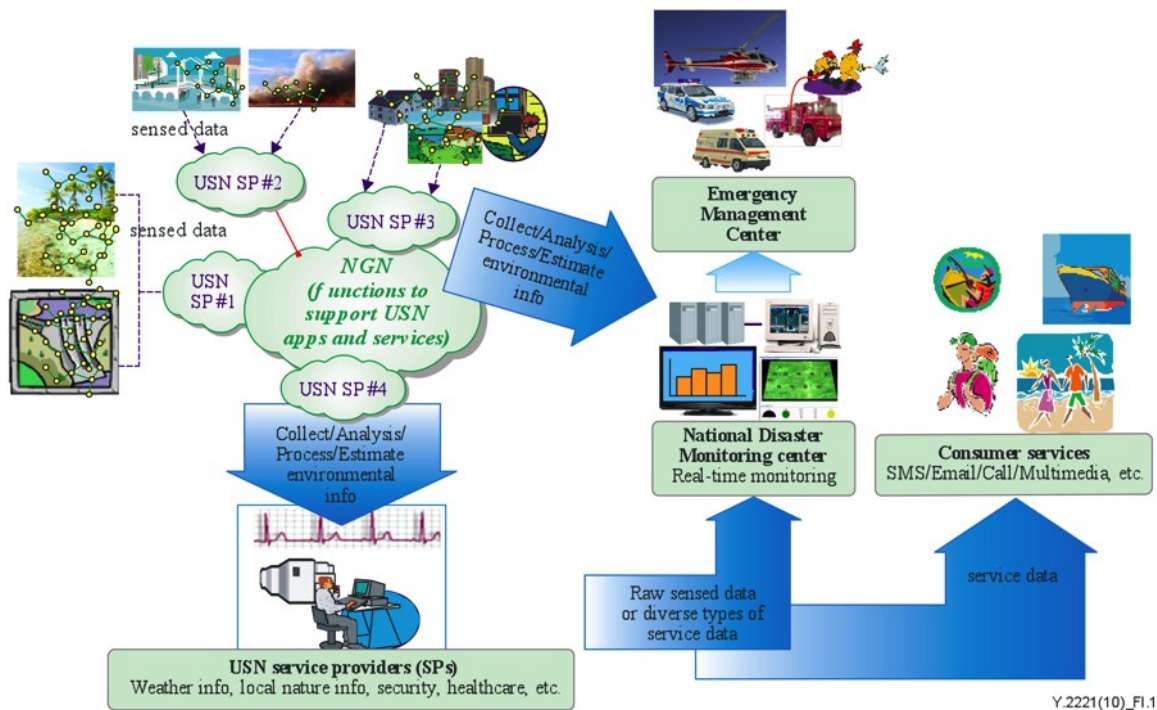 sensed data
USN SP#2
USN SP#3
sensed data
USN
SP#1
NGN
(f unctions to
support USN
apps and services)
USN SP#4
Collect/Analysis/
Process/Estimate
environmental
info
Emergency
Management
Center
Collect/Analysis/
Process/Estimate
environmental
info
National Disaster
Monitoring center
Real-time monitoring
Consumer services
SMS/Email/Call/Multimedia, etc.
Raw sensed data
or diverse types of
service data
service data
USN service providers (SPs)
Weather info, local nature info, security, healthcare, etc.
Y.2221(10)_FI.1